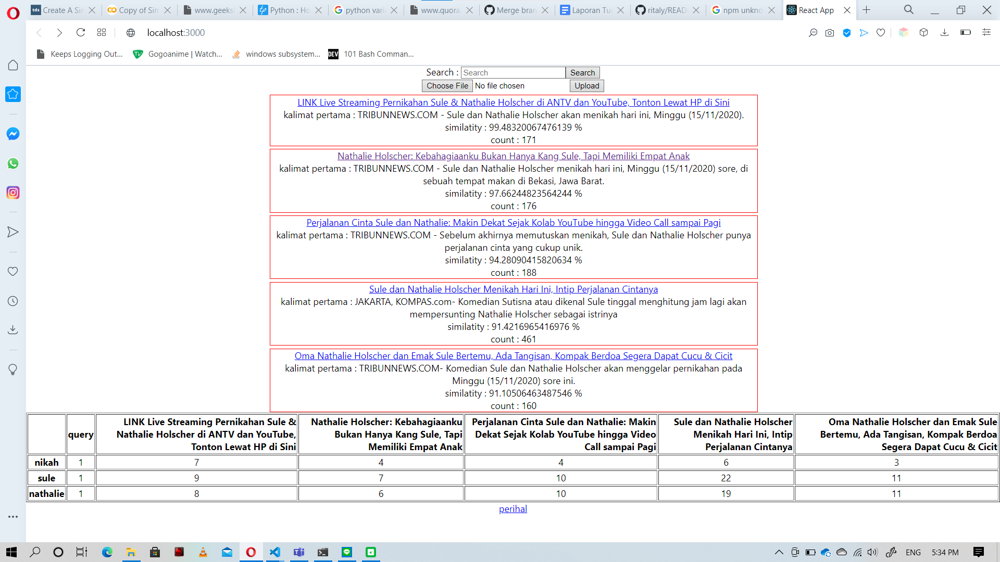 tds Create A Sin
CO Copy of Sim
www.geeksf
tp Python : Ho
python varia
www.quora.
Merge bran
Laporan Tu
ritaly/READ
npm unkno
React App
localhost:3000
Keeps Logging Out...
Gogoanime | Watch...
windows subsystem...
DEV 101 Bash Comman...
Search : Search Search
Choose File No file chosen Upload
LINK Live Streaming Pernikahan Sule & Nathalie Holscher di ANTV dan YouTube, Tonton Lewat HP di Sini
kalimat pertama : TRIBUNNEWS.COM - Sule dan Nathalie Holscher akan menikah hari ini, Minggu (15/11/2020).
similatity : 99.48320067476139 %
count : 171
Nathalie Holscher: Kebahagiaanku Bukan Hanya Kang Sule, Tapi Memiliki Empat Anak
kalimat pertama : TRIBUNNEWS.COM - Sule dan Nathalie Holscher menikah hari ini, Minggu (15/11/2020) sore, di
sebuah tempat makan di Bekasi, Jawa Barat.
similatity : 97.66244823564244 %
count : 176
Perjalanan Cinta Sule dan Nathalie: Makin Dekat Sejak Kolab YouTube hingga Video Call sampai Pagi
kalimat pertama : TRIBUNNEWS.COM - Sebelum akhirnya memutuskan menikah, Sule dan Nathalie Holscher punya
perjalanan cinta yang cukup unik.
similatity : 94.28090415820634 %
count : 188
Sule dan Nathalie Holscher Menikah Hari Ini, Intip Perjalanan Cintanya
kalimat pertama : JAKARTA, KOMPAS.com- Komedian Sutisna atau dikenal Sule tinggal menghitung jam lagi akan
mempersunting Nathalie Holscher sebagai istrinya
similatity : 91.4216965416976 %
count : 461
Oma Nathalie Holscher dan Emak Sule Bertemu, Ada Tangisan, Kompak Berdoa Segera Dapat Cucu & Cicit
kalimat pertama : TRIBUNNEWS.COM- Komedian Sule dan Nathalie Holscher akan menggelar pernikahan pada
Minggu (15/11/2020) sore ini.
similatity : 91.10506463487546 %
count : 160
query
LINK Live Streaming Pernikahan Sule &
Nathalie Holscher di ANTV dan YouTube,
Tonton Lewat HP di Sini
Nathalie Holscher: Kebahagiaanku
Bukan Hanya Kang Sule, Tapi
Memiliki Empat Anak
Perjalanan Cinta Sule dan Nathalie: Makin
Dekat Sejak Kolab YouTube hingga Video
Call sampai Pagi
Sule dan Nathalie Holscher
Menikah Hari Ini, Intip
Perjalanan Cintanya
Oma Nathalie Holscher dan Emak Sule
Bertemu, Ada Tangisan, Kompak Berdoa
Segera Dapat Cucu & Cicit
nikah 1 7 4 4 6 3
sule 1 9 7 10 22 11
nathalie 1 8 6 10 19 11
perihal
ENG 5:34 PM